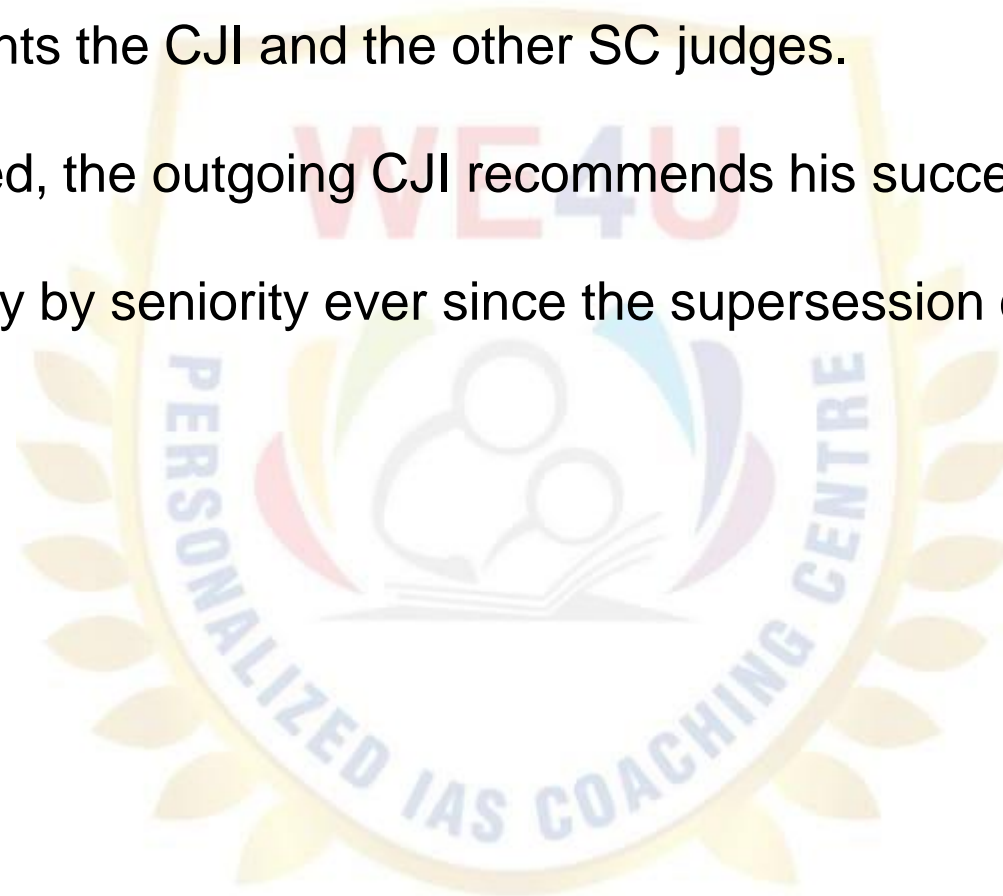 nts the CJI and the other SC judges.
ed, the outgoing CJI recommends his succe
y by seniority ever since the supersession
WE4U
PERSONALIZED IAS COACHING CENTRE